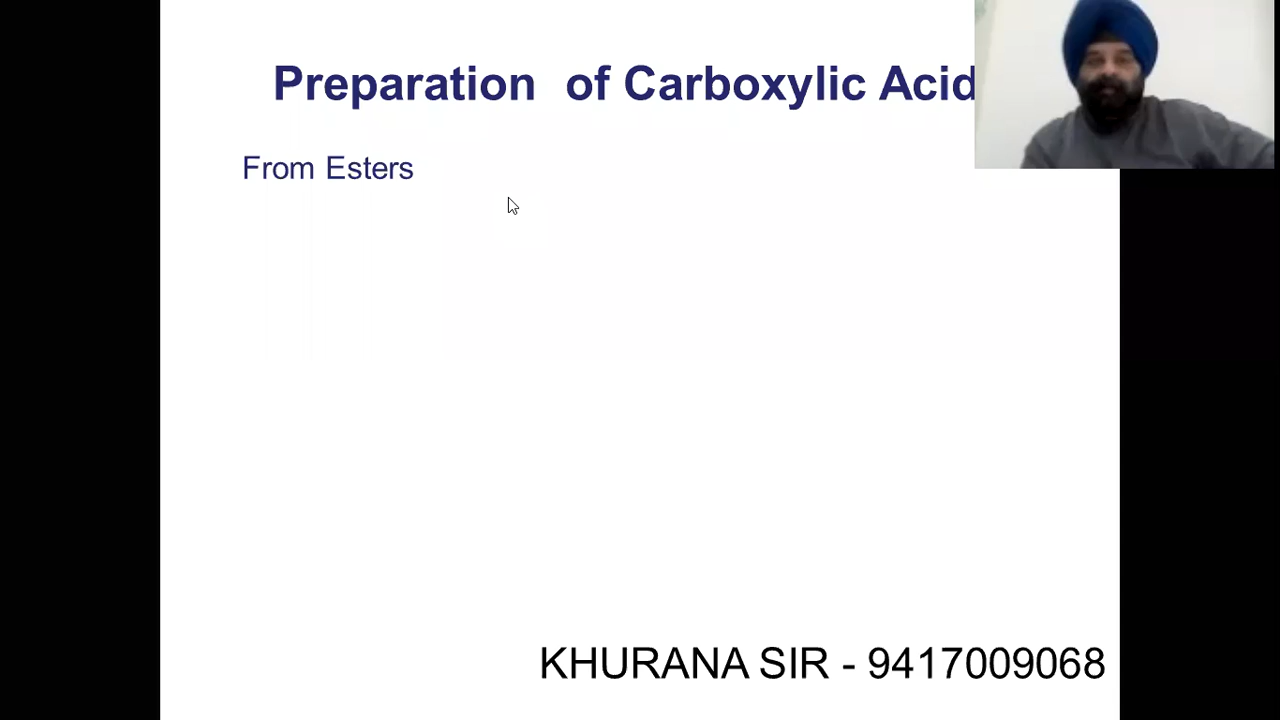 Preparation of Carboxylic Acid
From Esters
KHURANA SIR - 9417009068